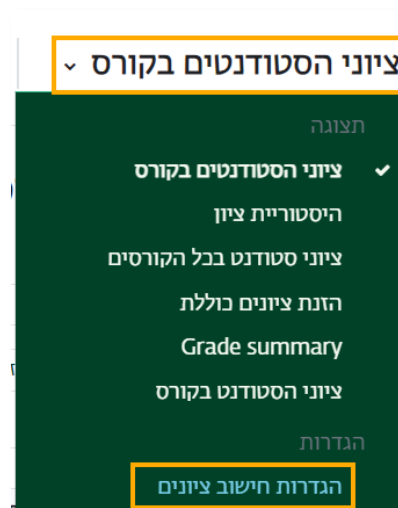 ציוני הסטודנטים בקורס
תצוגה
ציוני הסטודנטים בקורס
היסטוריית ציון
ציוני סטודנט בכל הקורסים
הזנת ציונים כוללת
Grade summary
ציוני הסטודנט בקורס
הגדרות
הגדרות חישוב ציונים